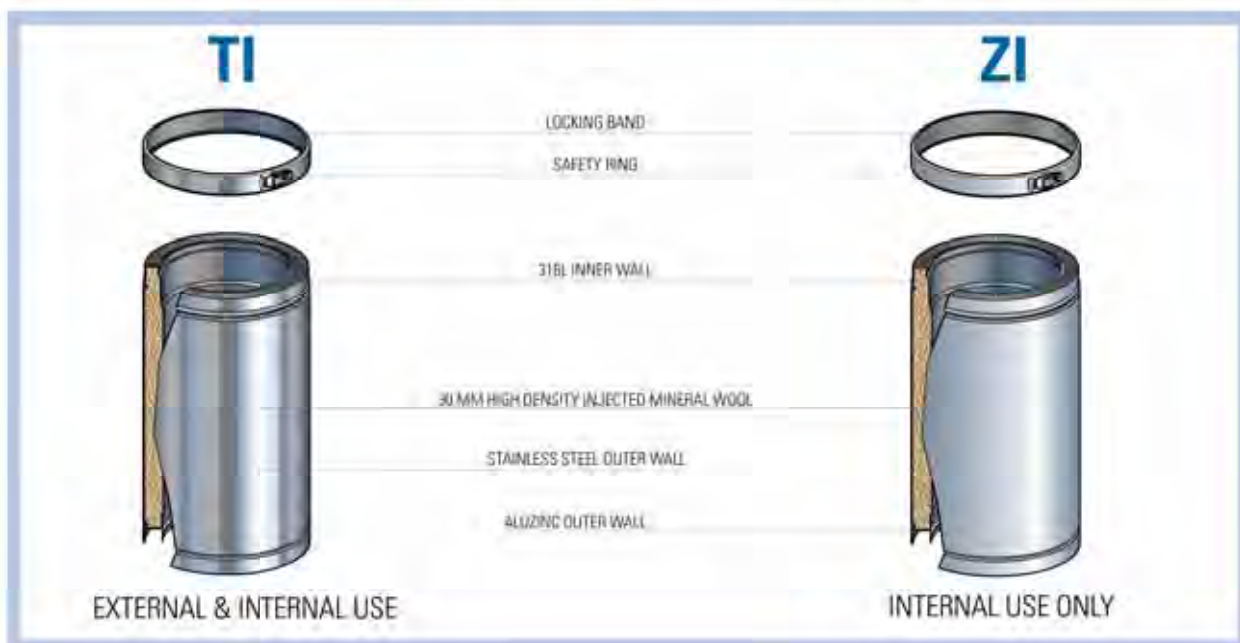 TI
ZI
LOCKING BAND
SAFETY RING
316L INNER WALL
30 MM HIGH DENSITY INJECTED MINERAL WOOL
STAINLESS STEEL OUTER WALL
ALUZINC OUTER WALL
EXTERNAL & INTERNAL USE
INTERNAL USE ONLY